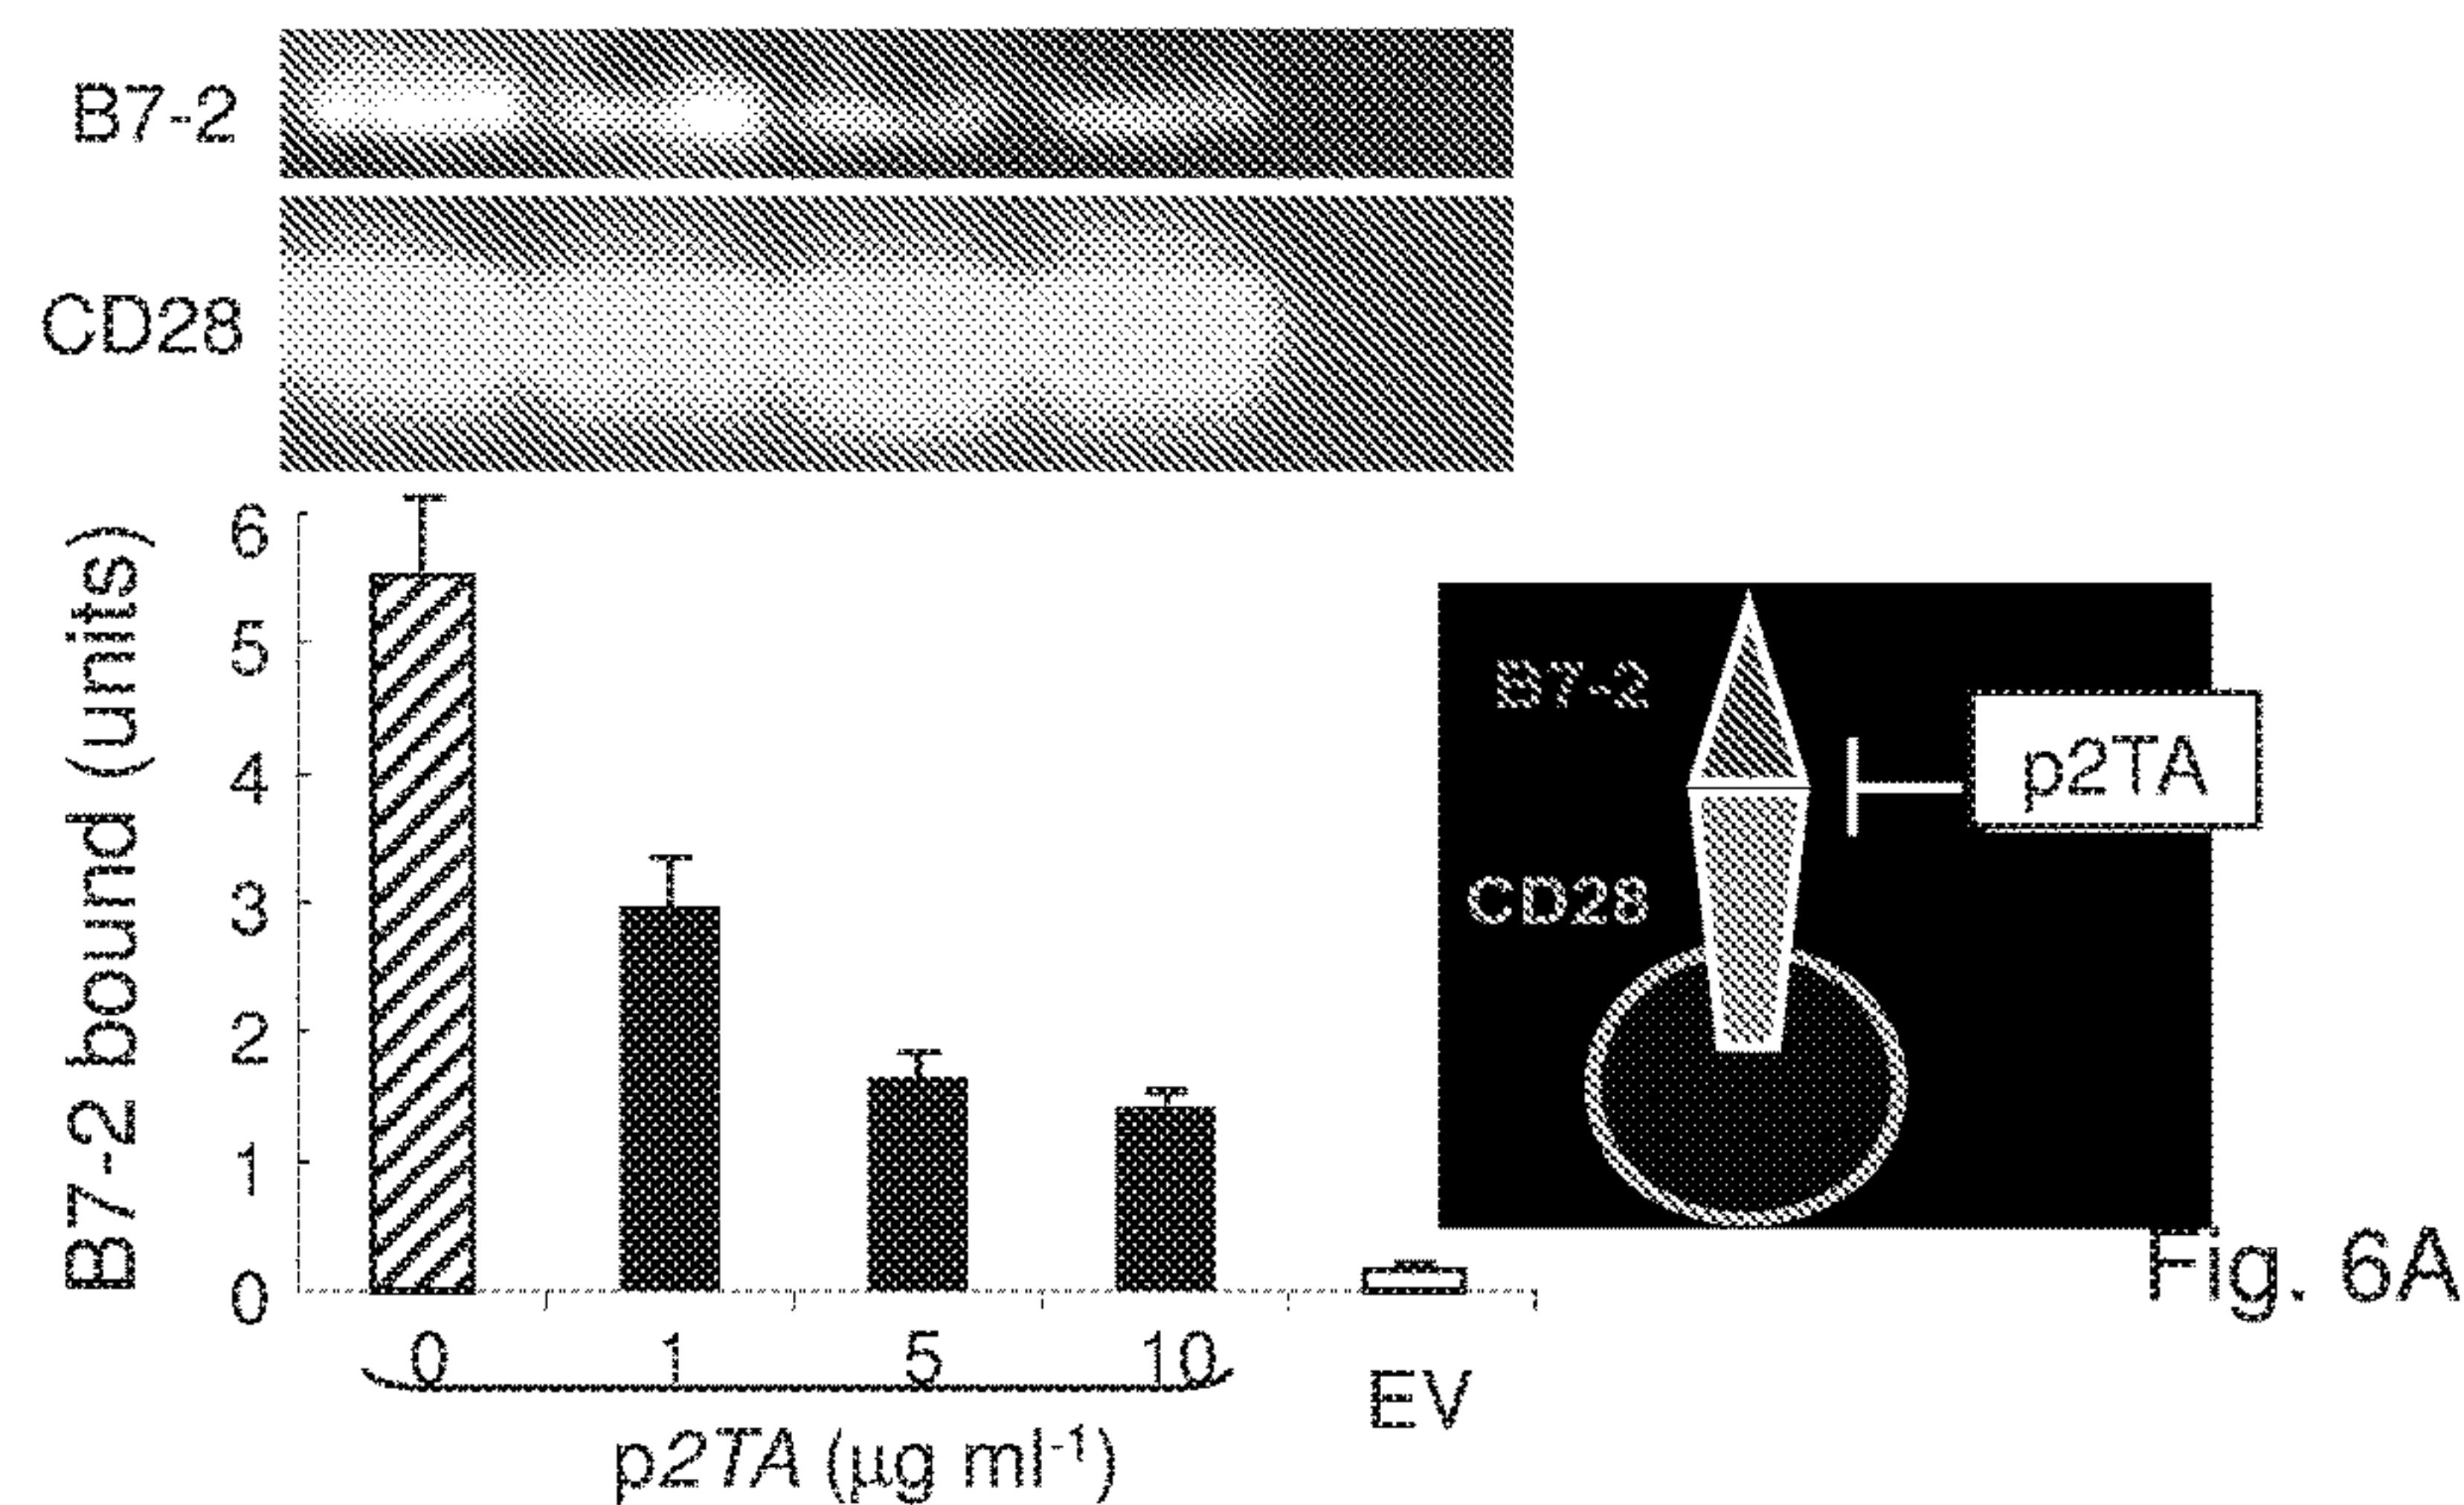 B7-2
CD28
B7-2 bound (units)
6
5
4
3
2
1
0
0 1 5 10
EV
p2TA (μg ml⁻¹)
B7-2
p2TA
CD28
Fig. 6A